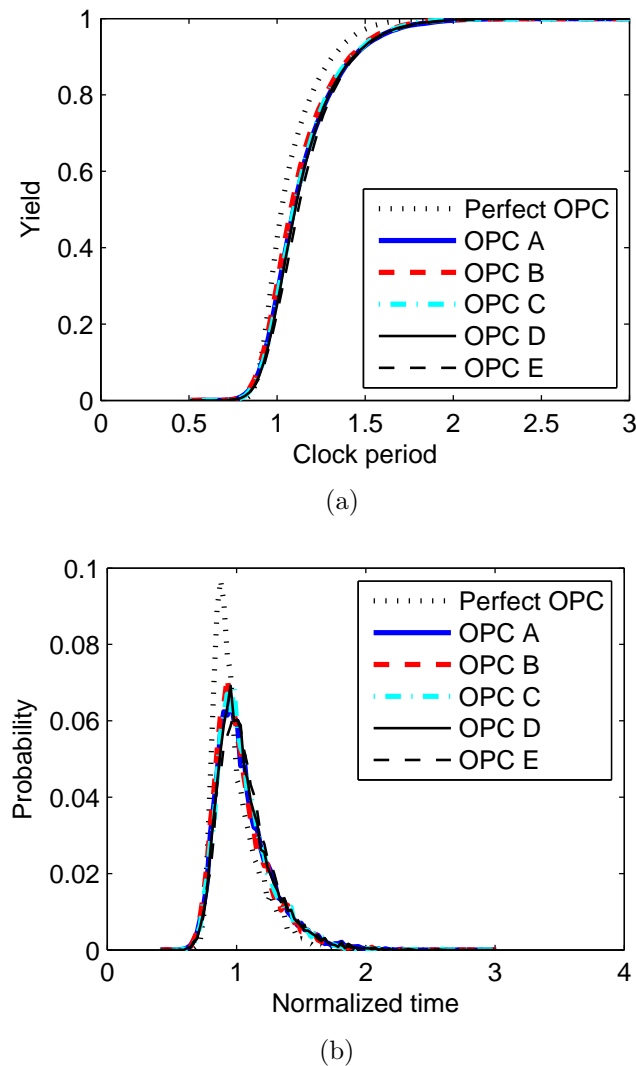 1
0.8
0.6
0.4
0.2
0
Yield
0 0.5 1 1.5 2 2.5 3
Clock period
Perfect OPC
OPC A
OPC B
OPC C
OPC D
OPC E
(a)
0.1
0.08
0.06
0.04
0.02
0
Probability
0 1 2 3 4
Normalized time
Perfect OPC
OPC A
OPC B
OPC C
OPC D
OPC E
(b)